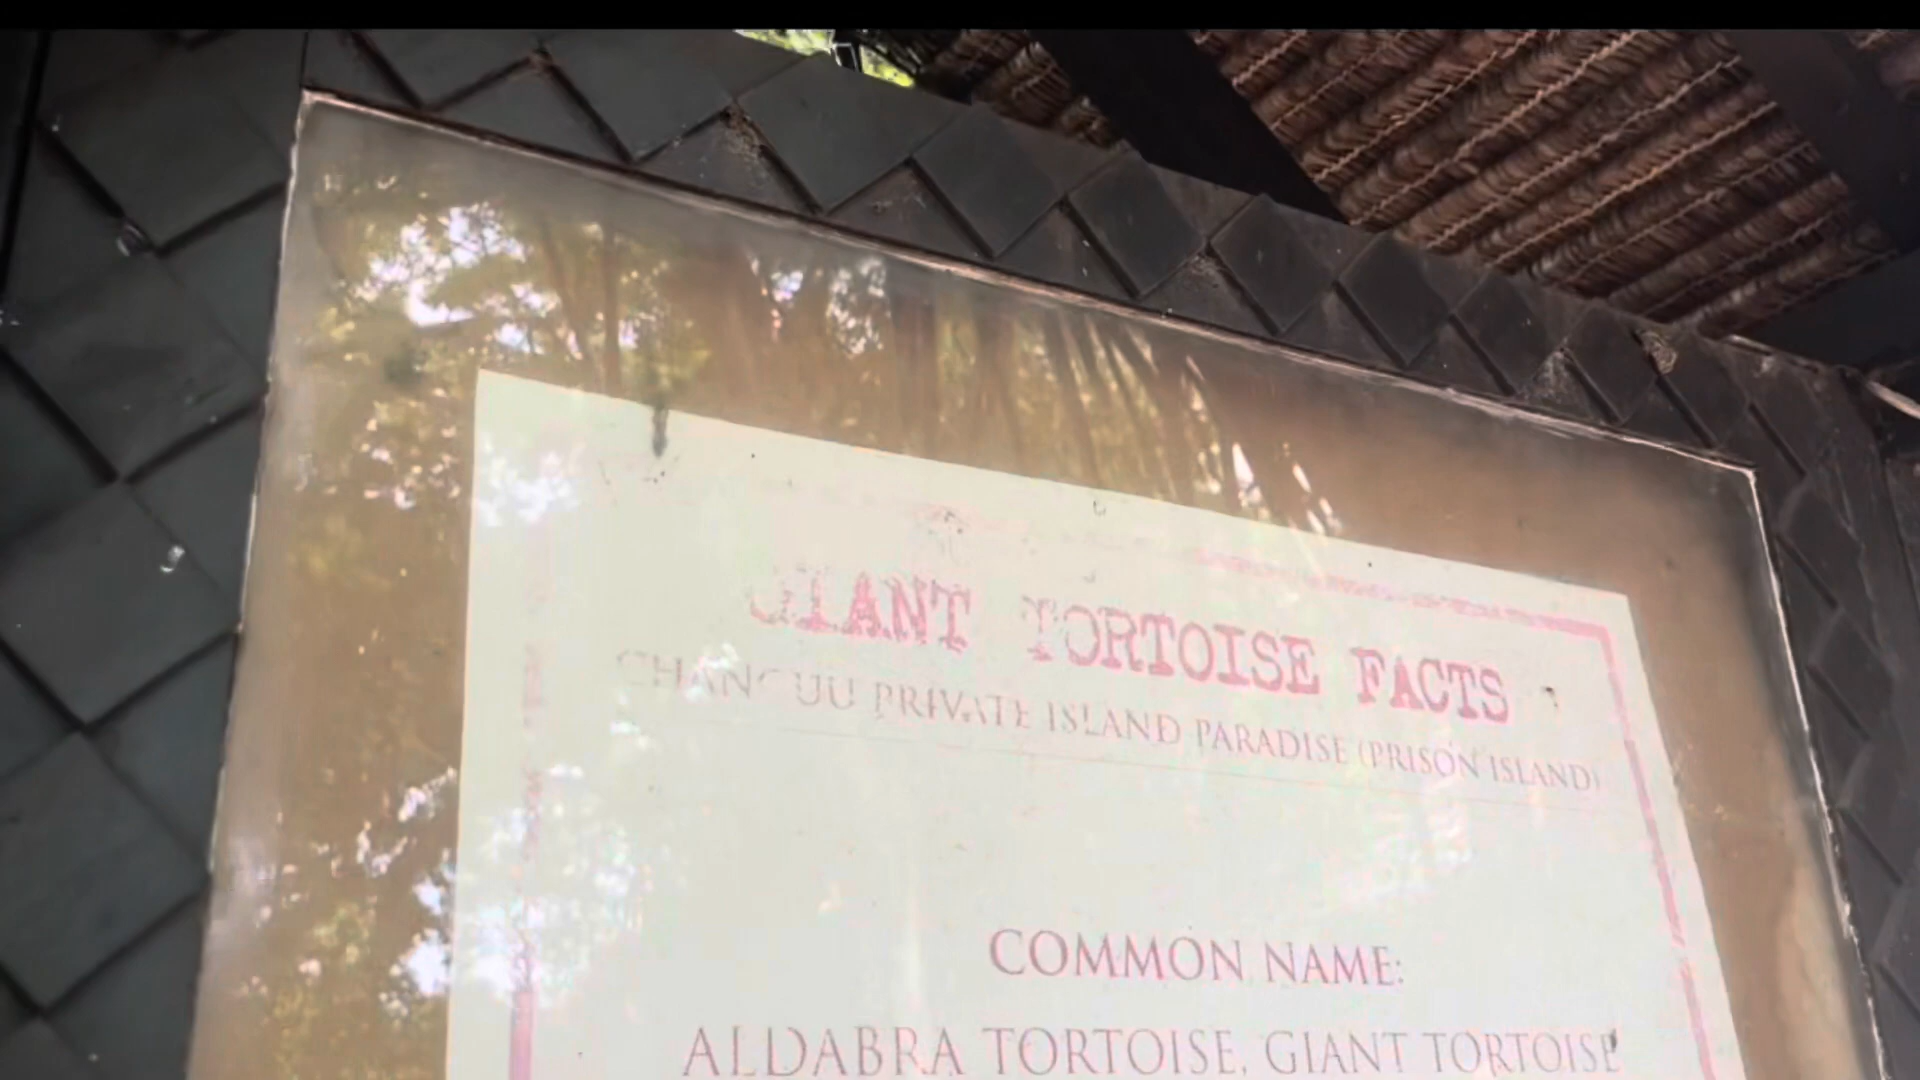 GIANT TORTOISE FACTS
CHANGUU PRIVATE ISLAND PARADISE (PRISON ISLAND)
COMMON NAME:
ALDABRA TORTOISE, GIANT TORTOISE